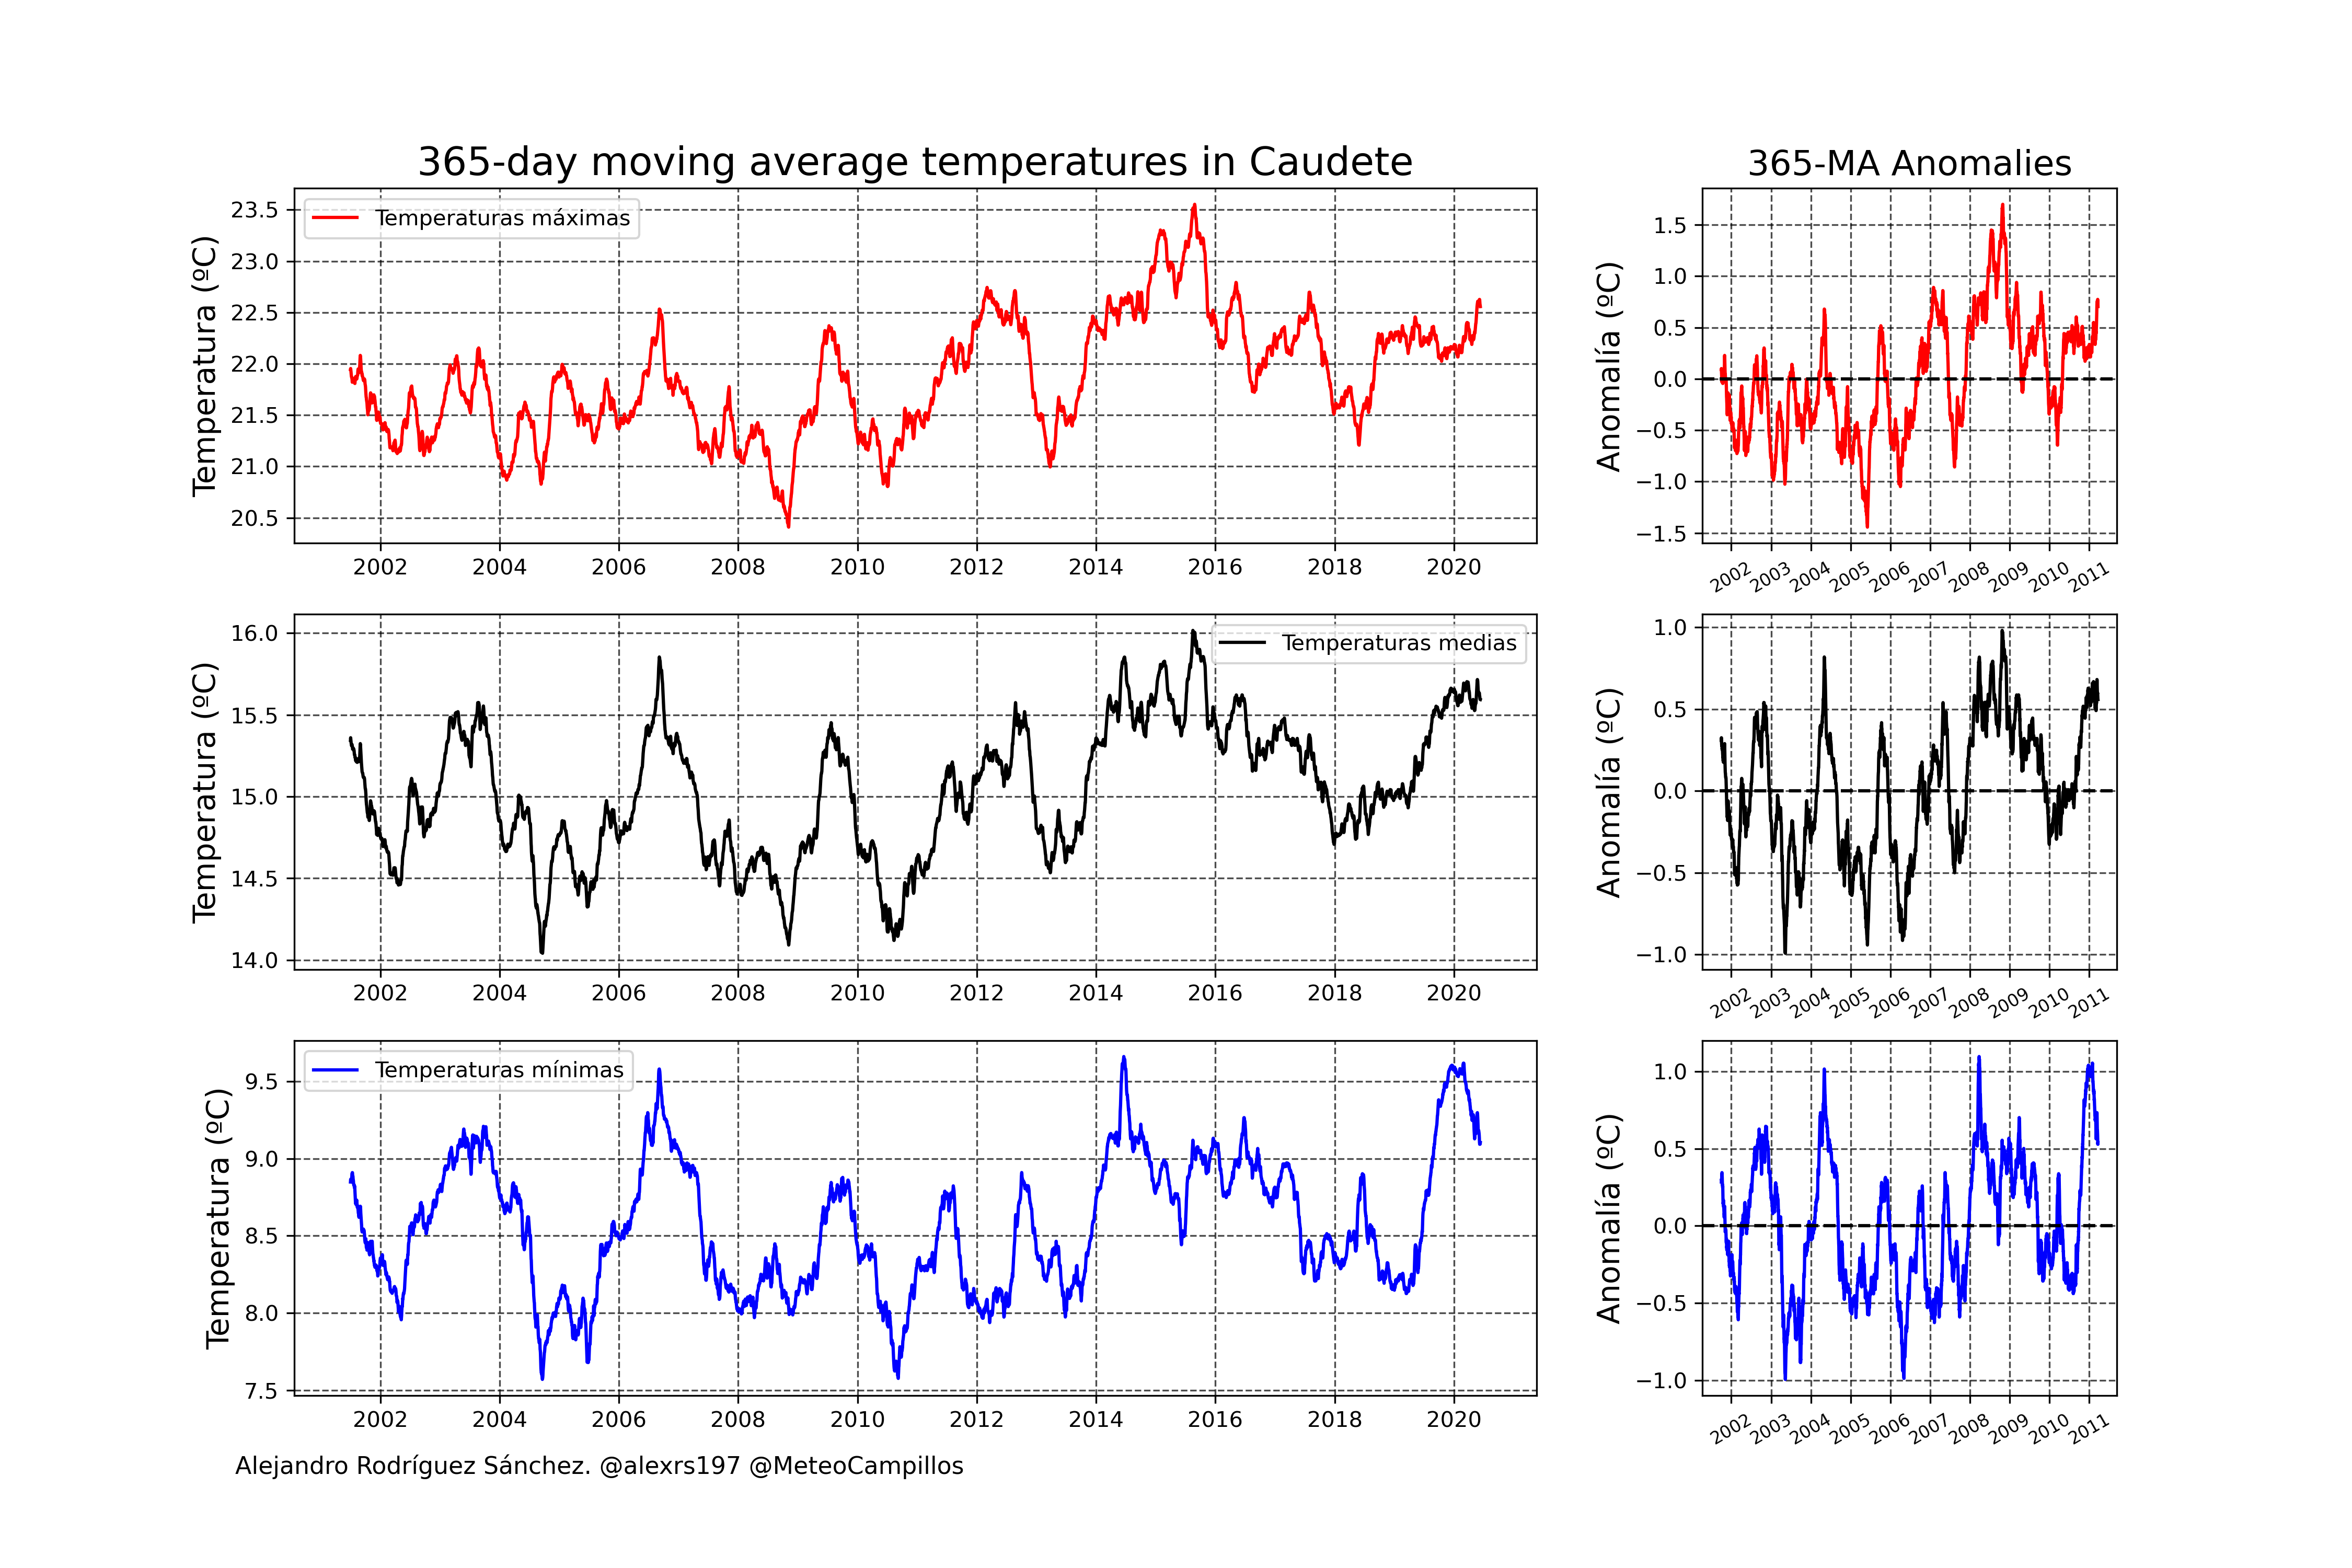 365-day moving average temperatures in Caudete
365-MA Anomalies
Temperatura (ºC)
23.5
23.0
22.5
22.0
21.5
21.0
20.5
Temperaturas máximas
2002 2004 2006 2008 2010 2012 2014 2016 2018 2020
Anomalía (ºC)
1.5
1.0
0.5
0.0
−0.5
−1.0
−1.5
2002 2003 2004 2005 2006 2007 2008 2009 2010 2011
Temperatura (ºC)
16.0
15.5
15.0
14.5
14.0
Temperaturas medias
2002 2004 2006 2008 2010 2012 2014 2016 2018 2020
Anomalía (ºC)
1.0
0.5
0.0
−0.5
−1.0
2002 2003 2004 2005 2006 2007 2008 2009 2010 2011
Temperatura (ºC)
9.5
9.0
8.5
8.0
7.5
Temperaturas mínimas
2002 2004 2006 2008 2010 2012 2014 2016 2018 2020
Anomalía (ºC)
1.0
0.5
0.0
−0.5
−1.0
2002 2003 2004 2005 2006 2007 2008 2009 2010 2011
Alejandro Rodríguez Sánchez. @alexrs197 @MeteoCampillos